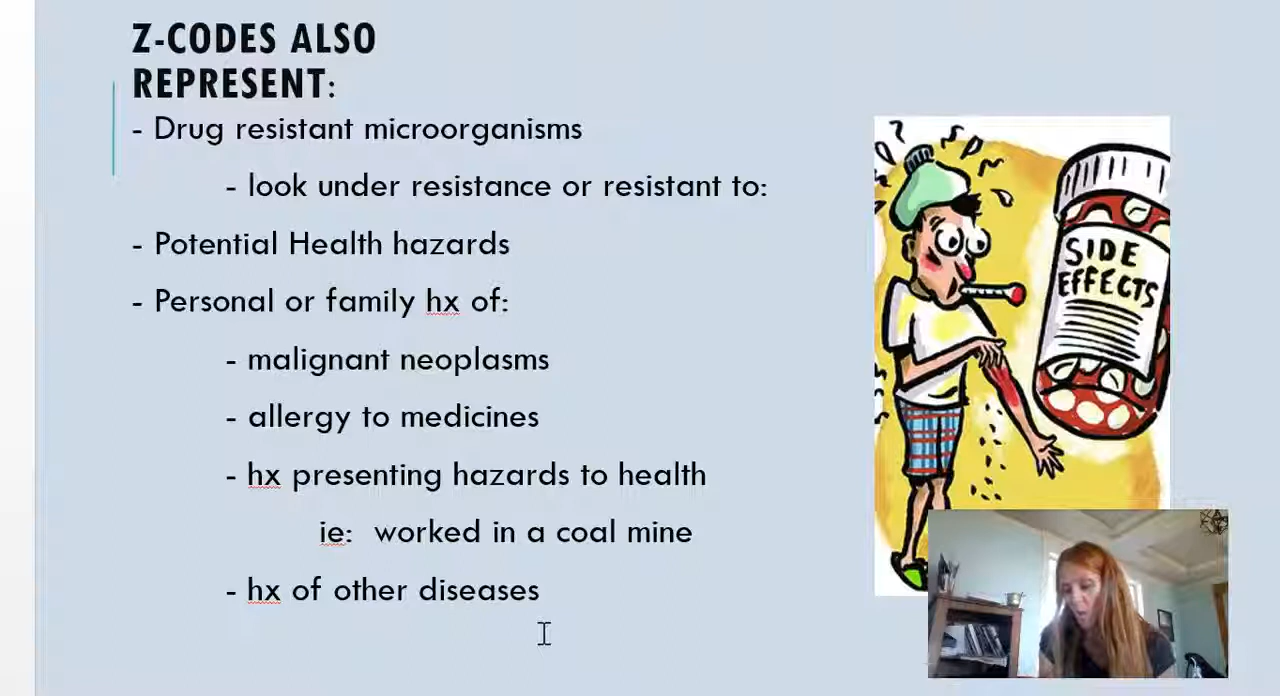 Z-CODES ALSO
REPRESENT:
- Drug resistant microorganisms
- look under resistance or resistant to:
- Potential Health hazards
- Personal or family hx of:
- malignant neoplasms
- allergy to medicines
- hx presenting hazards to health
ie: worked in a coal mine
- hx of other diseases
SIDE
EFFECTS